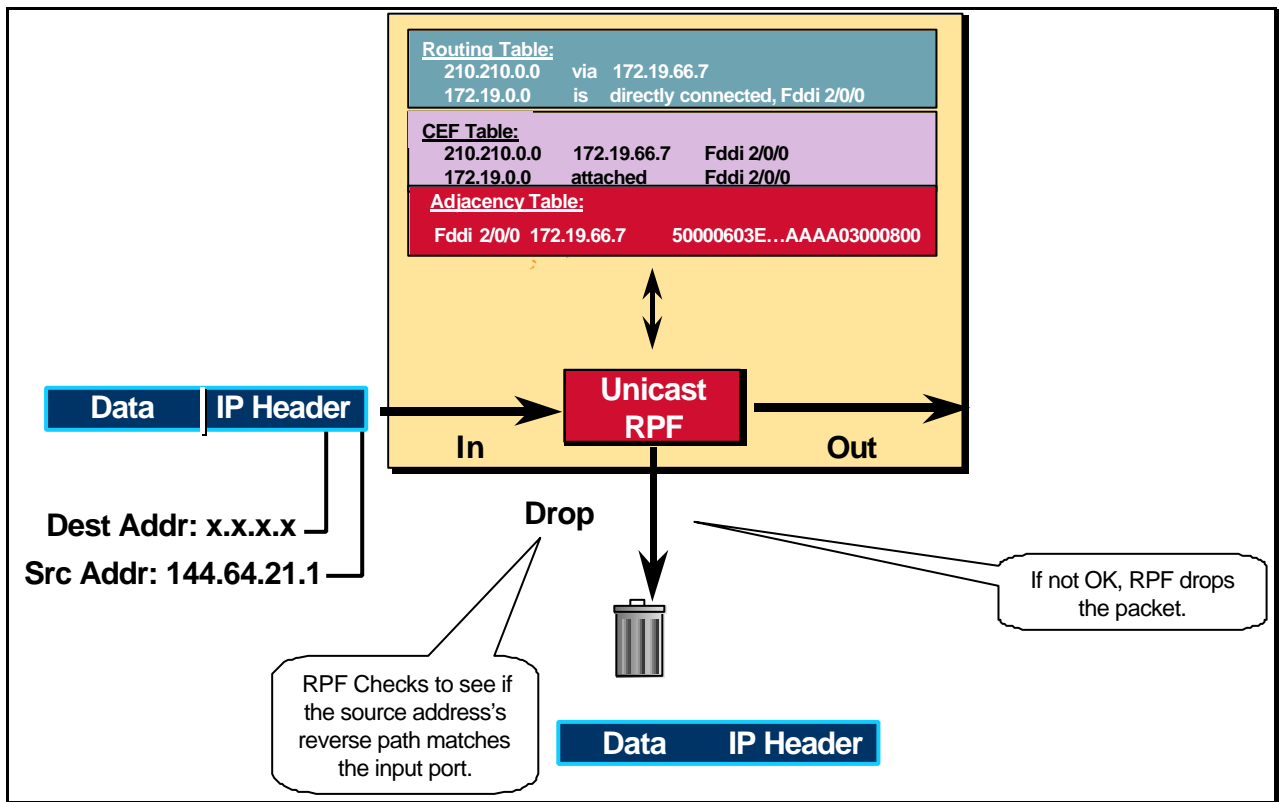 Routing Table:
210.210.0.0 via 172.19.66.7
172.19.0.0 is directly connected, Fddi 2/0/0
CEF Table:
210.210.0.0 172.19.66.7 Fddi 2/0/0
172.19.0.0 attached Fddi 2/0/0
Adjacency Table:
Fddi 2/0/0 172.19.66.7 50000603E…AAAA03000800
Data IP Header
In
Unicast
RPF
Out
Dest Addr: x.x.x.x
Src Addr: 144.64.21.1
Drop
If not OK, RPF drops
the packet.
RPF Checks to see if
the source address’s
reverse path matches
the input port.
Data IP Header